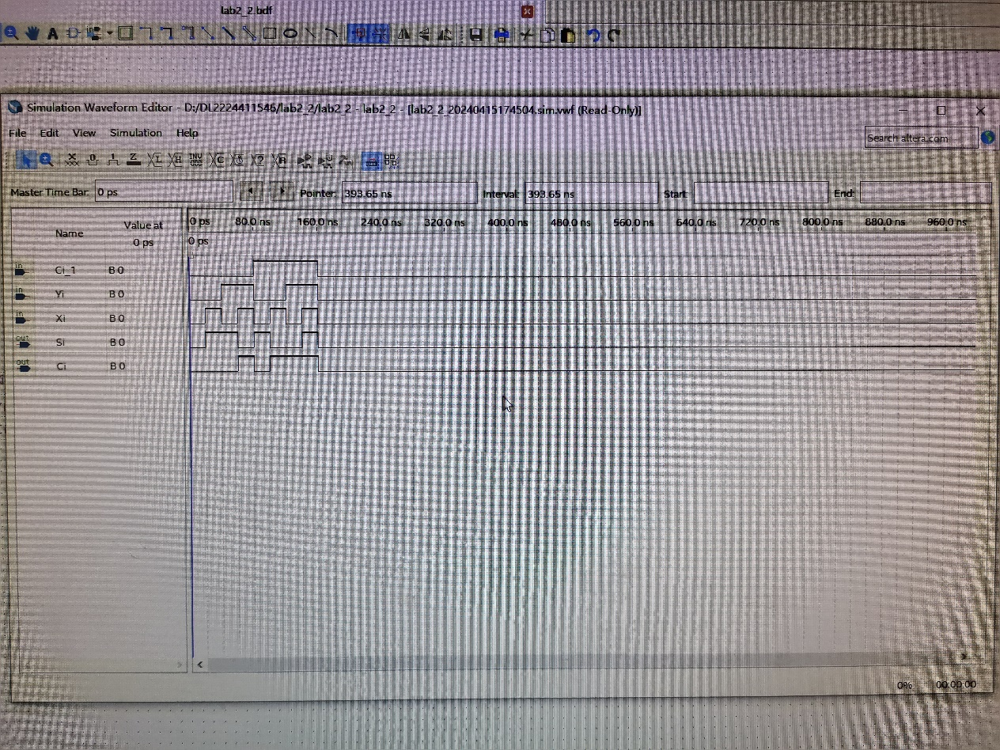 lab2_2.bdf
Simulation Waveform Editor - D:/DL2224411546/lab2_2/lab2_2 - lab2_2 - [lab2_2_20240415174504.sim.vwf (Read-Only)]
File Edit View Simulation Help
Search altera.com
Master Time Bar: 0 ps Pointer: 393.65 ns Interval: 393.65 ns Start: End:
Name Value at 0 ps
0 ps 80.0 ns 160.0 ns 240.0 ns 320.0 ns 400.0 ns 480.0 ns 560.0 ns 640.0 ns 720.0 ns 800.0 ns 880.0 ns 960.0 ns
0 ps
in Ci_1 B 0
in Yi B 0
in Xi B 0
out Si B 0
out Ci B 0
0% 00:00:00